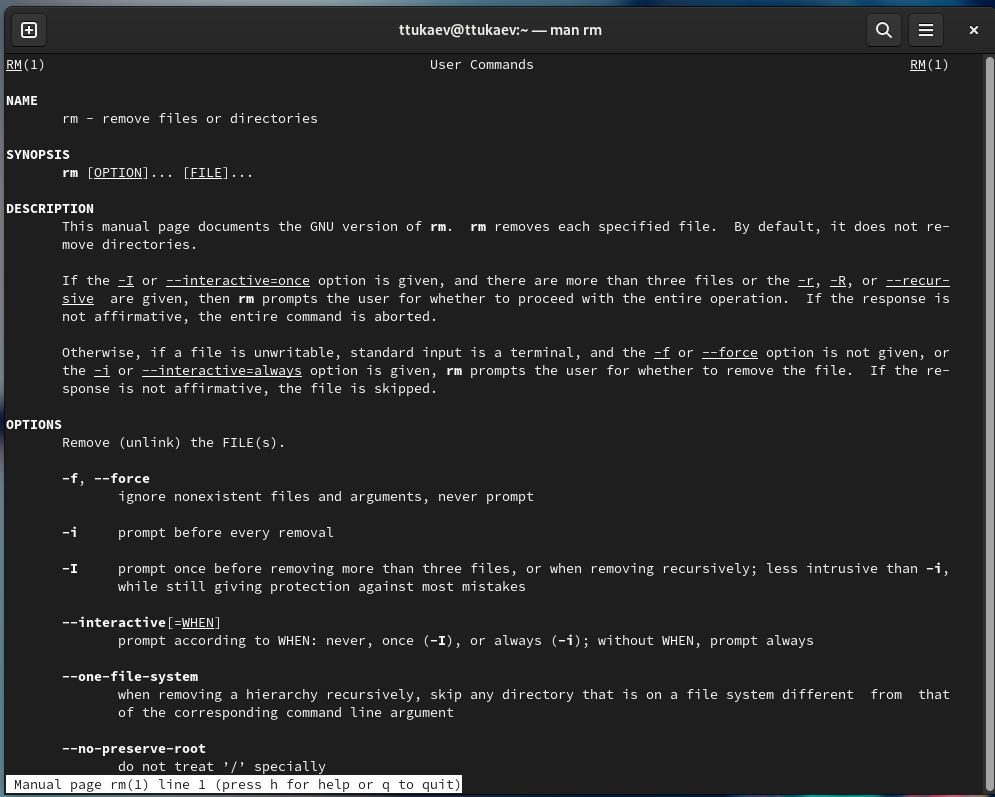 ttukaev@ttukaev:~ — man rm
RM(1) User Commands RM(1)
NAME
rm - remove files or directories
SYNOPSIS
rm [OPTION]... [FILE]...
DESCRIPTION
This manual page documents the GNU version of rm.  rm removes each specified file.  By default, it does not re-
move directories.
If the -I or --interactive=once option is given, and there are more than three files or the -r, -R, or --recur-
sive  are given, then rm prompts the user for whether to proceed with the entire operation.  If the response is
not affirmative, the entire command is aborted.
Otherwise, if a file is unwritable, standard input is a terminal, and the -f or --force option is not given, or
the -i or --interactive=always option is given, rm prompts the user for whether to remove the file.  If the re-
sponse is not affirmative, the file is skipped.
OPTIONS
Remove (unlink) the FILE(s).
-f, --force
ignore nonexistent files and arguments, never prompt
-i prompt before every removal
-I prompt once before removing more than three files, or when removing recursively; less intrusive than -i,
while still giving protection against most mistakes
--interactive[=WHEN]
prompt according to WHEN: never, once (-I), or always (-i); without WHEN, prompt always
--one-file-system
when removing a hierarchy recursively, skip any directory that is on a file system different  from  that
of the corresponding command line argument
--no-preserve-root
do not treat ’/’ specially
Manual page rm(1) line 1 (press h for help or q to quit)